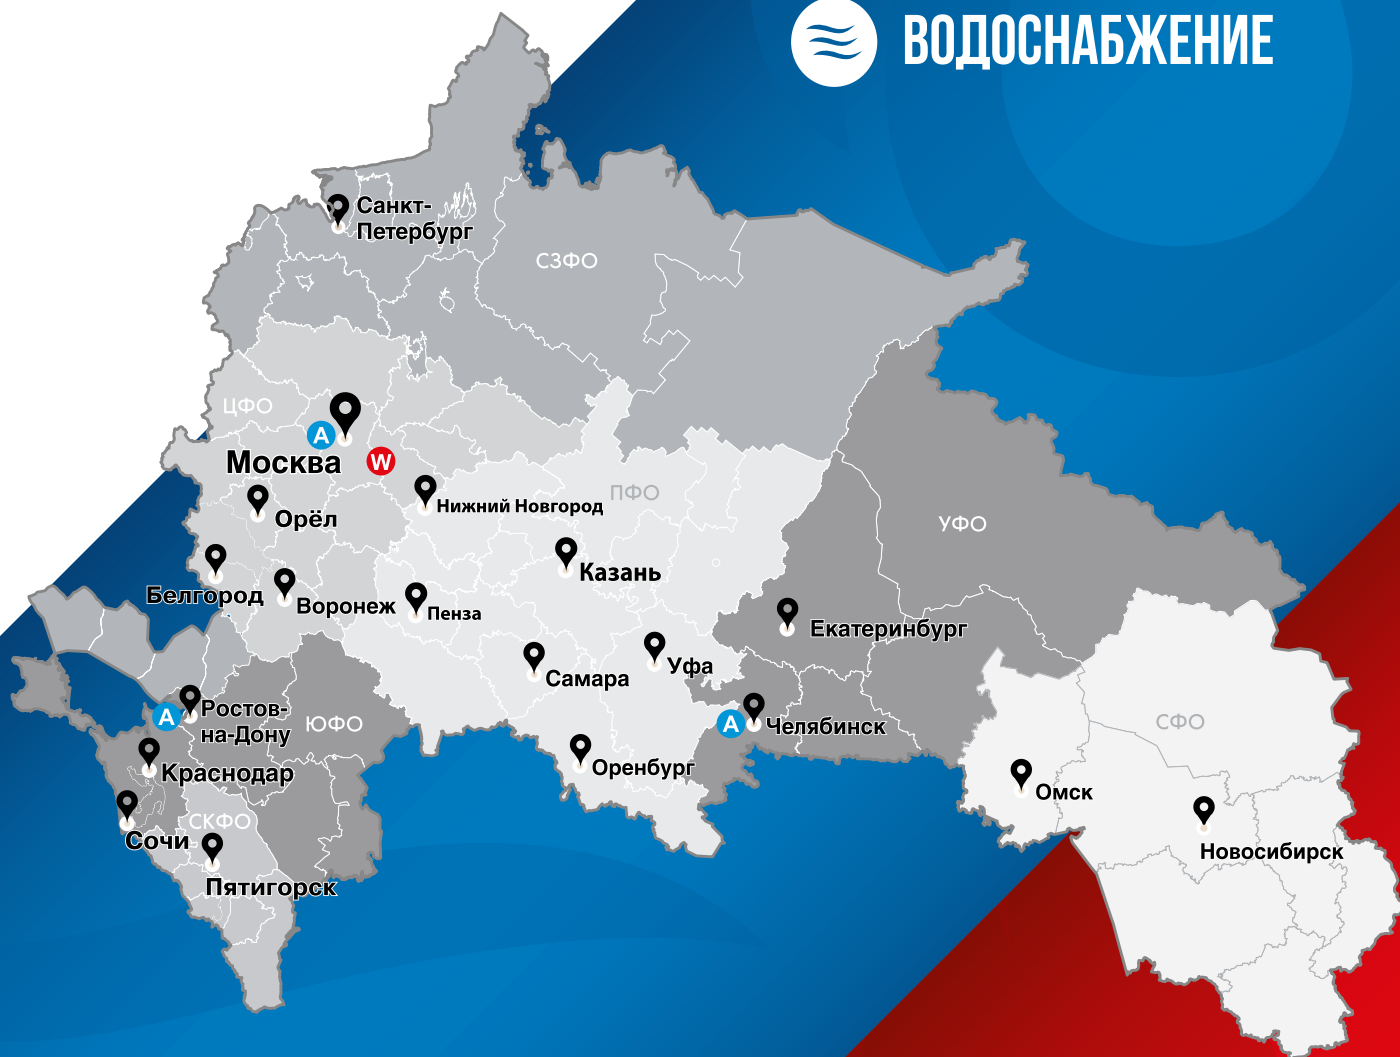 ВОДОСНАБЖЕНИЕ
Санкт-
Петербург
СЗФО
ЦФО
А
Москва
W
ПФО
Нижний Новгород
Орёл
УФО
Казань
Белгород
Воронеж
Пенза
Екатеринбург
Уфа
Самара
Ростов-
на-Дону
А
ЮФО
А
Челябинск
СФО
Краснодар
Оренбург
Омск
СКФО
Сочи
Новосибирск
Пятигорск